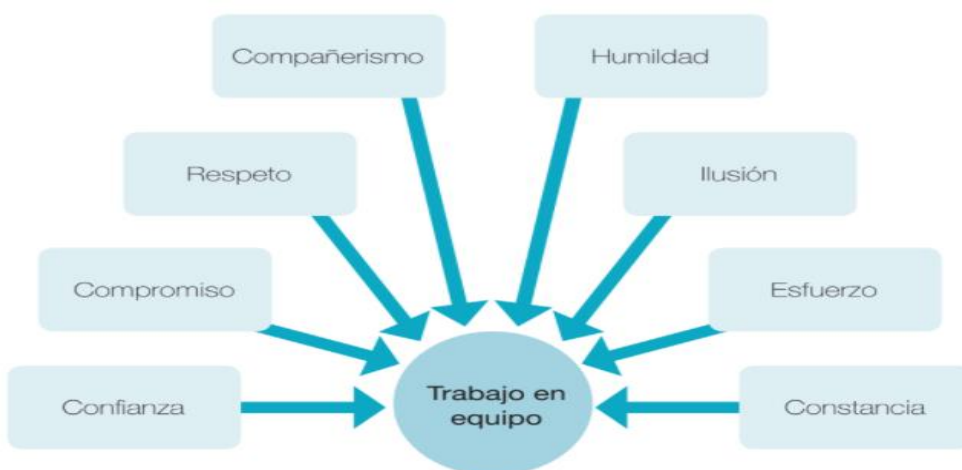 Compañerismo
Humildad
Respeto
Ilusión
Compromiso
Esfuerzo
Confianza
Trabajo en
equipo
Constancia